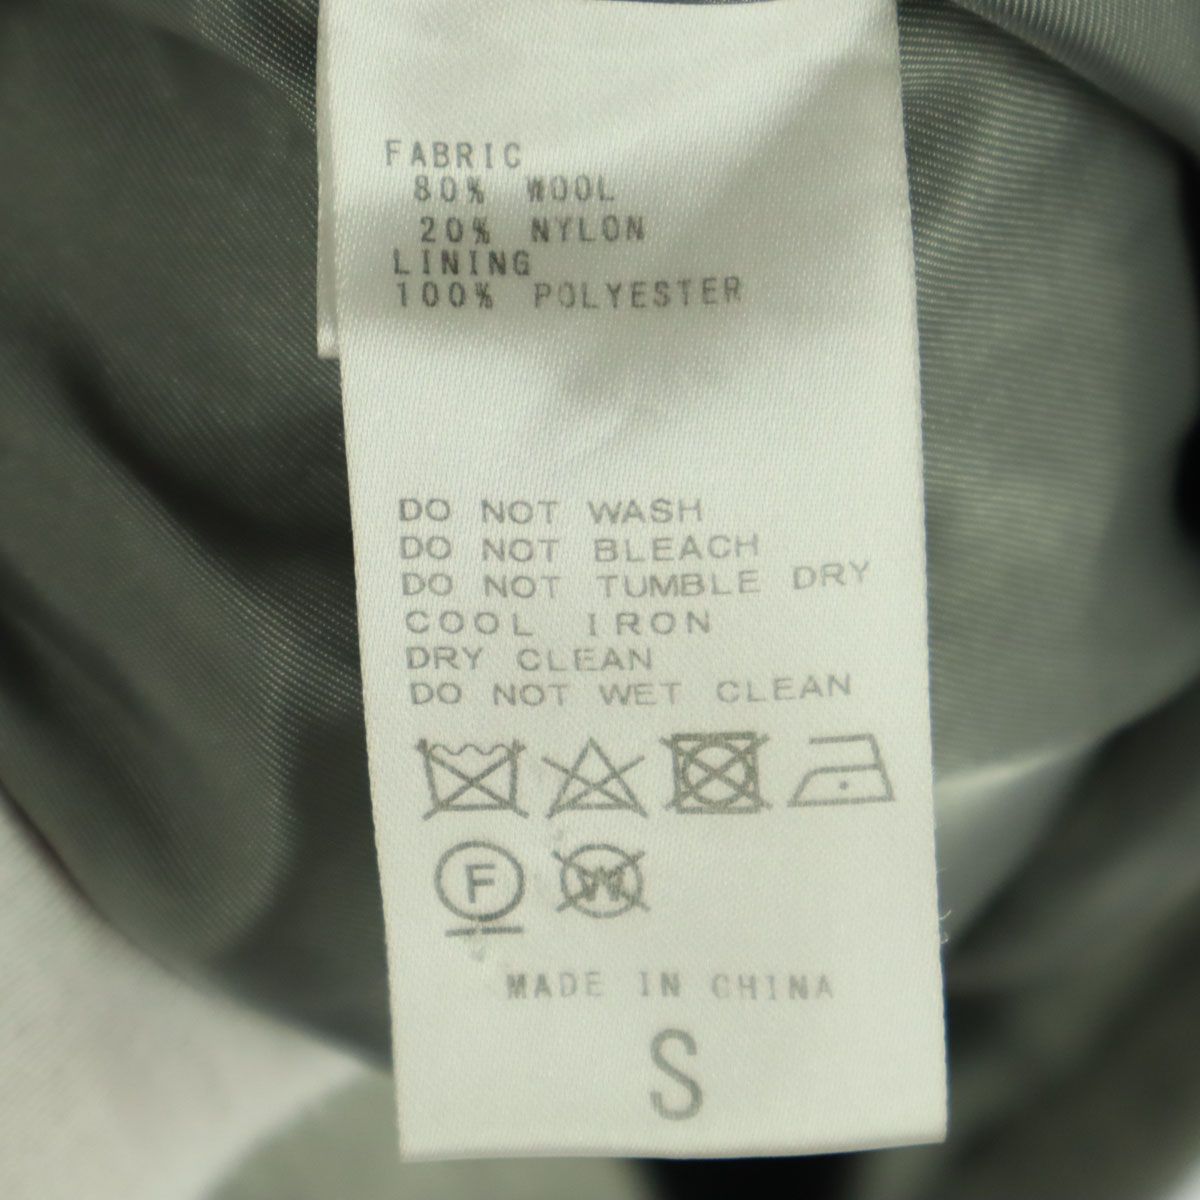 FABRIC
80% WOOL
20% NYLON
LINING
100% POLYESTER
DO NOT WASH
DO NOT BLEACH
DO NOT TUMBLE DRY
COOL IRON
DRY CLEAN
DO NOT WET CLEAN
F W
MADE IN CHINA
S